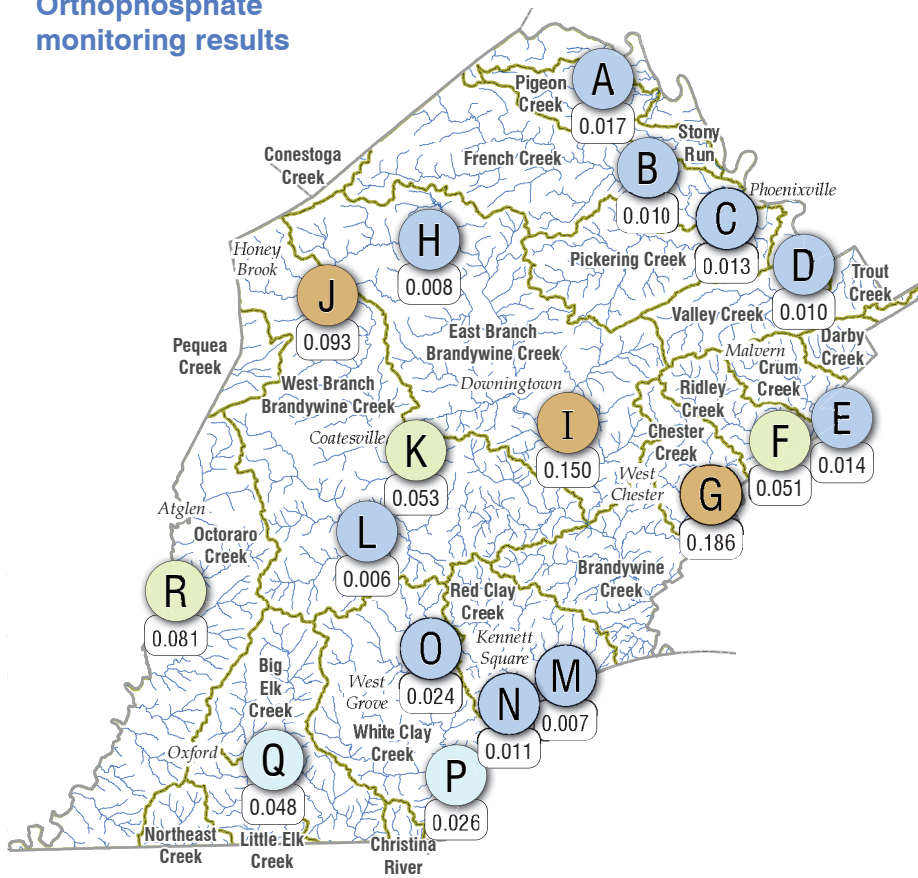 Orthophosphate
monitoring results
A
0.017
Pigeon
Creek
Stony
Run
French Creek
Conestoga
Creek
B
0.010
Phoenixville
C
0.013
Honey
Brook
H
0.008
Pickering Creek
D
0.010
Trout
Creek
J
0.093
Valley Creek
East Branch
Brandywine Creek
Darby
Creek
Pequea
Creek
Malvern
Crum
Creek
West Branch
Brandywine Creek
Downingtown
Ridley
Creek
I
0.150
E
0.014
Coatesville
K
0.053
Chester
Creek
F
0.051
West
Chester
G
0.186
Atglen
Octoraro
Creek
L
0.006
Brandywine
Creek
R
0.081
Red Clay
Creek
Kennett
Square
O
0.024
M
0.007
Big
Elk
Creek
West
Grove
N
0.011
White Clay
Creek
Oxford
Q
0.048
P
0.026
Northeast
Creek
Little Elk
Creek
Christina
River